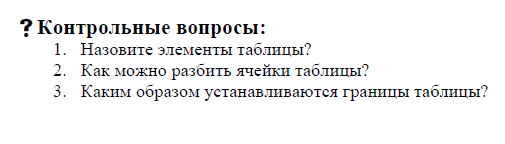 ? Контрольные вопросы:
1. Назовите элементы таблицы?
2. Как можно разбить ячейки таблицы?
3. Каким образом устанавливаются границы таблицы?